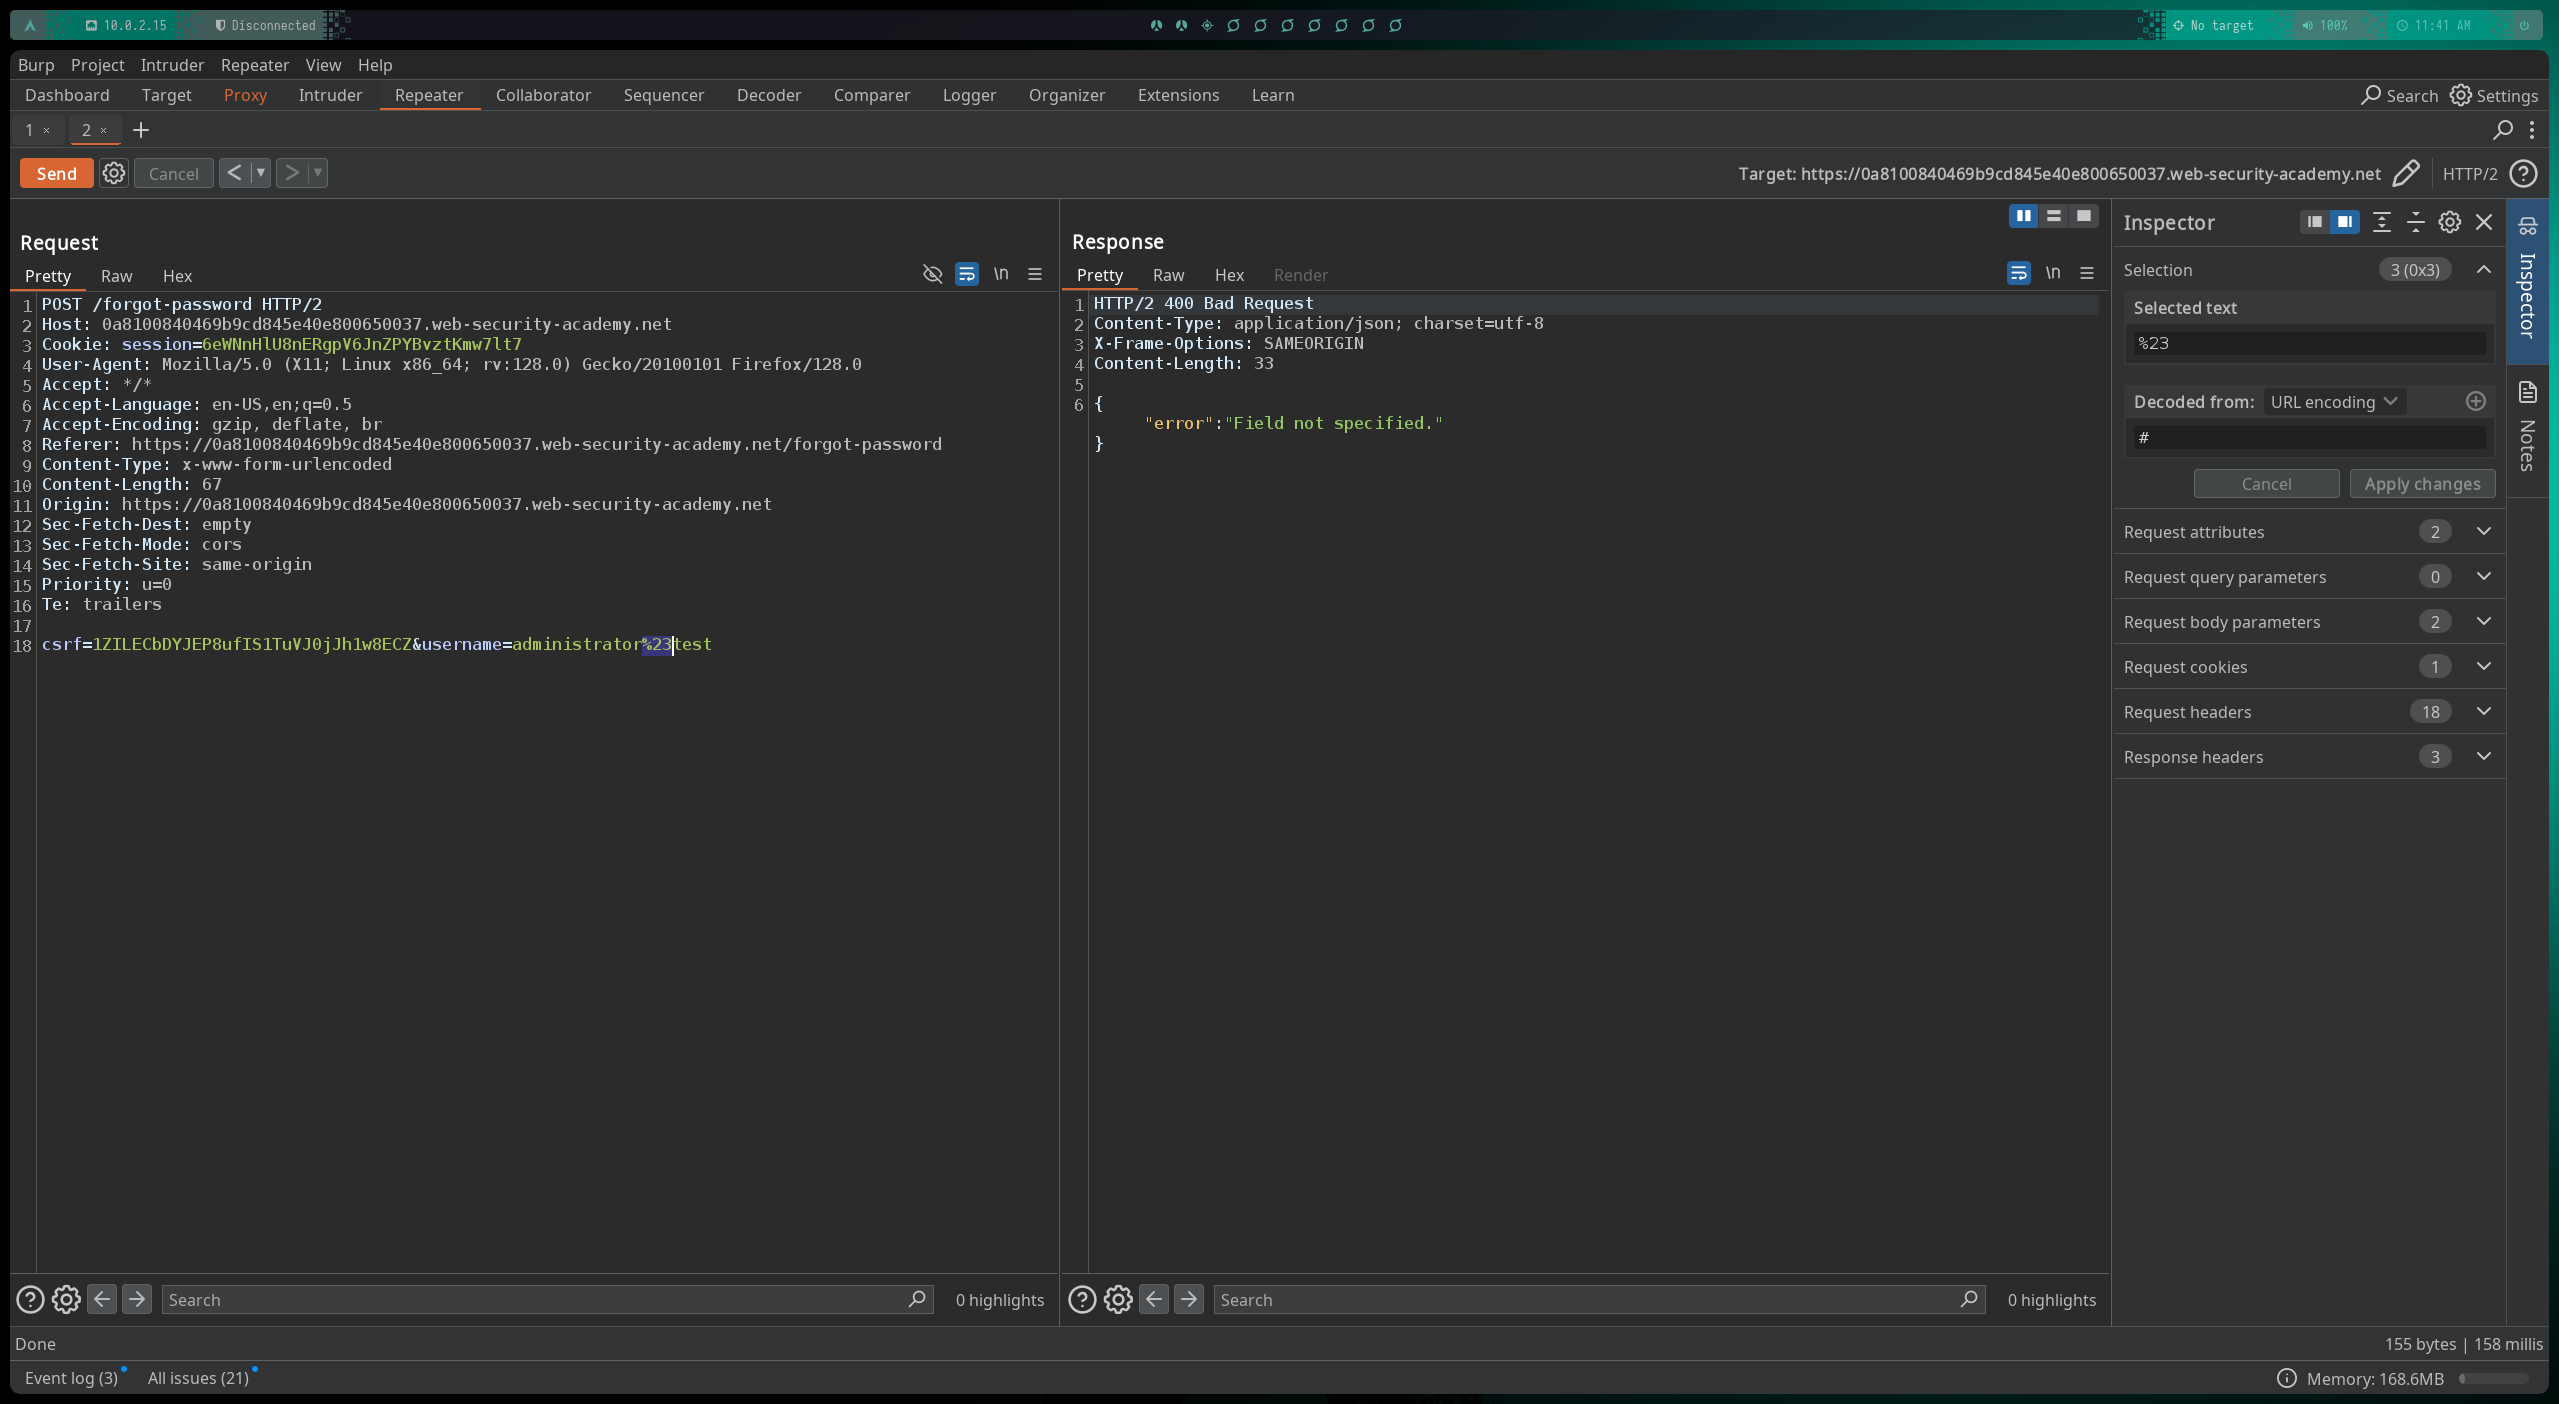 10.0.2.15 Disconnected No target 100% 11:41 AM
Burp Project Intruder Repeater View Help
Dashboard Target Proxy Intruder Repeater Collaborator Sequencer Decoder Comparer Logger Organizer Extensions Learn Search Settings
1 × 2 × +
Send Cancel < > Target: https://0a8100840469b9cd845e40e800650037.web-security-academy.net HTTP/2
Request
Pretty Raw Hex \n
1 POST /forgot-password HTTP/2
2 Host: 0a8100840469b9cd845e40e800650037.web-security-academy.net
3 Cookie: session=6eWNnHlU8nERgpV6JnZPYBvztKmw7lt7
4 User-Agent: Mozilla/5.0 (X11; Linux x86_64; rv:128.0) Gecko/20100101 Firefox/128.0
5 Accept: */*
6 Accept-Language: en-US,en;q=0.5
7 Accept-Encoding: gzip, deflate, br
8 Referer: https://0a8100840469b9cd845e40e800650037.web-security-academy.net/forgot-password
9 Content-Type: x-www-form-urlencoded
10 Content-Length: 67
11 Origin: https://0a8100840469b9cd845e40e800650037.web-security-academy.net
12 Sec-Fetch-Dest: empty
13 Sec-Fetch-Mode: cors
14 Sec-Fetch-Site: same-origin
15 Priority: u=0
16 Te: trailers
17
18 csrf=1ZILECbDYJEP8ufIS1TuVJ0jJh1w8ECZ&username=administrator%23test
Search 0 highlights
Response
Pretty Raw Hex Render \n
1 HTTP/2 400 Bad Request
2 Content-Type: application/json; charset=utf-8
3 X-Frame-Options: SAMEORIGIN
4 Content-Length: 33
5
6 {
"error":"Field not specified."
}
Search 0 highlights
Inspector
Selection 3 (0x3)
Selected text
%23
Decoded from: URL encoding
#
Cancel Apply changes
Request attributes 2
Request query parameters 0
Request body parameters 2
Request cookies 1
Request headers 18
Response headers 3
Inspector
Notes
Done 155 bytes | 158 millis
Event log (3) All issues (21) Memory: 168.6MB